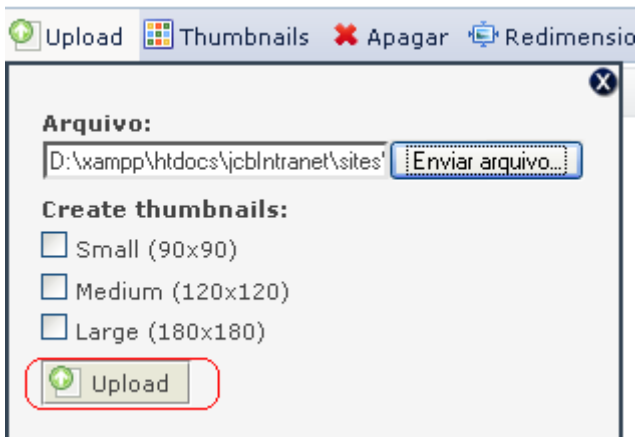 Upload Thumbnails Apagar Redimensio
Arquivo:
D:\xampp\htdocs\jcbIntranet\sites' Enviar arquivo...
Create thumbnails:
Small (90x90)
Medium (120x120)
Large (180x180)
Upload